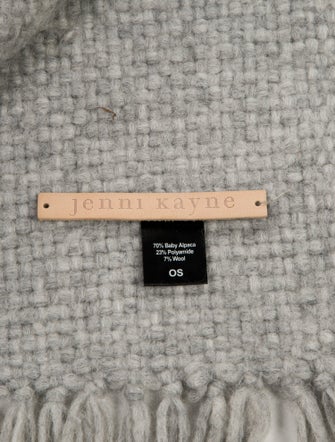 jenni kayne
70% Baby Alpaca
23% Polyamide
7% Wool
OS